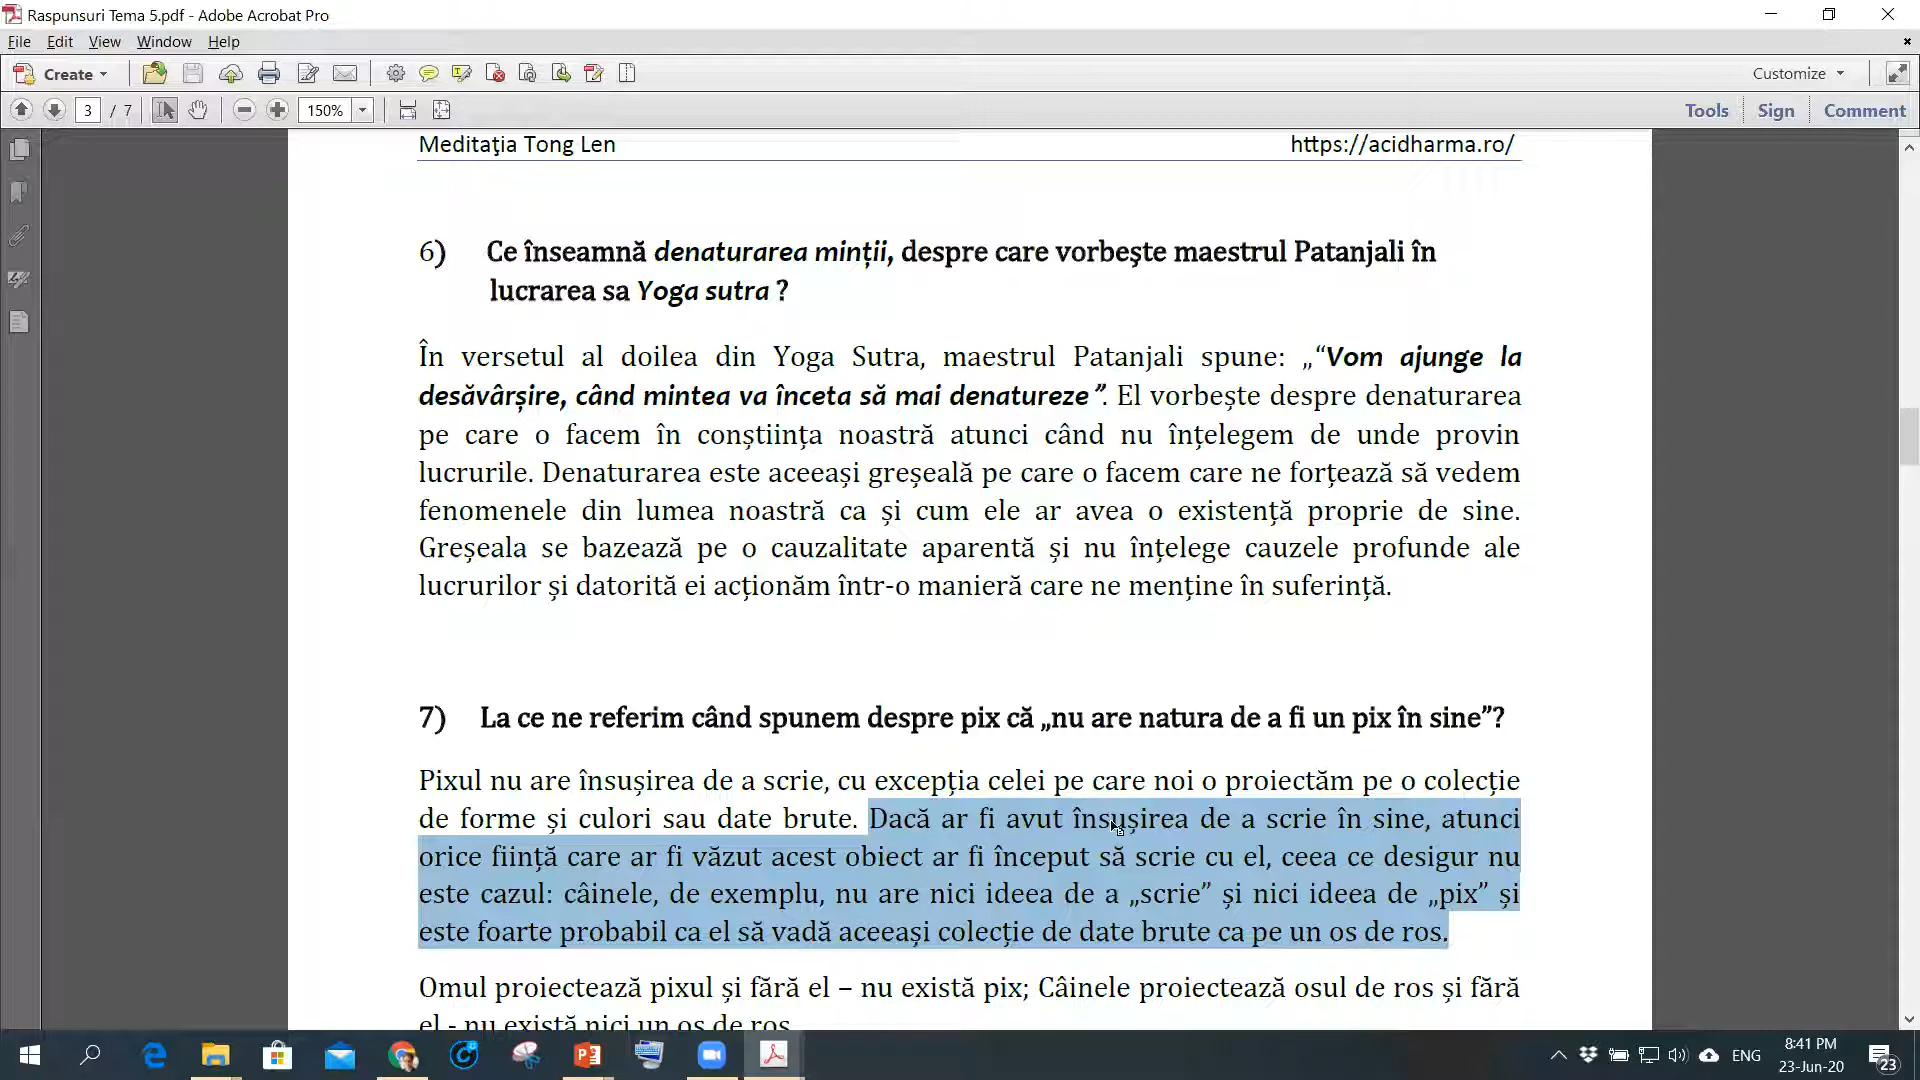 Raspunsuri Tema 5.pdf - Adobe Acrobat Pro
File Edit View Window Help
Create Customize
3 / 7 150% Tools Sign Comment
Meditaţia Tong Len https://acidharma.ro/
6) Ce înseamnă denaturarea minții, despre care vorbeşte maestrul Patanjali în
lucrarea sa Yoga sutra ?
În versetul al doilea din Yoga Sutra, maestrul Patanjali spune: „“Vom ajunge la
desăvârșire, când mintea va înceta să mai denatureze”. El vorbește despre denaturarea
pe care o facem în conștiința noastră atunci când nu înțelegem de unde provin
lucrurile. Denaturarea este aceeași greșeală pe care o facem care ne forțează să vedem
fenomenele din lumea noastră ca și cum ele ar avea o existență proprie de sine.
Greșeala se bazează pe o cauzalitate aparentă și nu înțelege cauzele profunde ale
lucrurilor și datorită ei acționăm într-o manieră care ne menține în suferință.
7) La ce ne referim când spunem despre pix că „nu are natura de a fi un pix în sine”?
Pixul nu are însușirea de a scrie, cu excepția celei pe care noi o proiectăm pe o colecție
de forme și culori sau date brute. Dacă ar fi avut însușirea de a scrie în sine, atunci
orice ființă care ar fi văzut acest obiect ar fi început să scrie cu el, ceea ce desigur nu
este cazul: câinele, de exemplu, nu are nici ideea de a „scrie” și nici ideea de „pix” și
este foarte probabil ca el să vadă aceeași colecție de date brute ca pe un os de ros.
Omul proiectează pixul și fără el – nu există pix; Câinele proiectează osul de ros și fără
el - nu există nici un os de ros.
ENG 8:41 PM
23-Jun-20 23